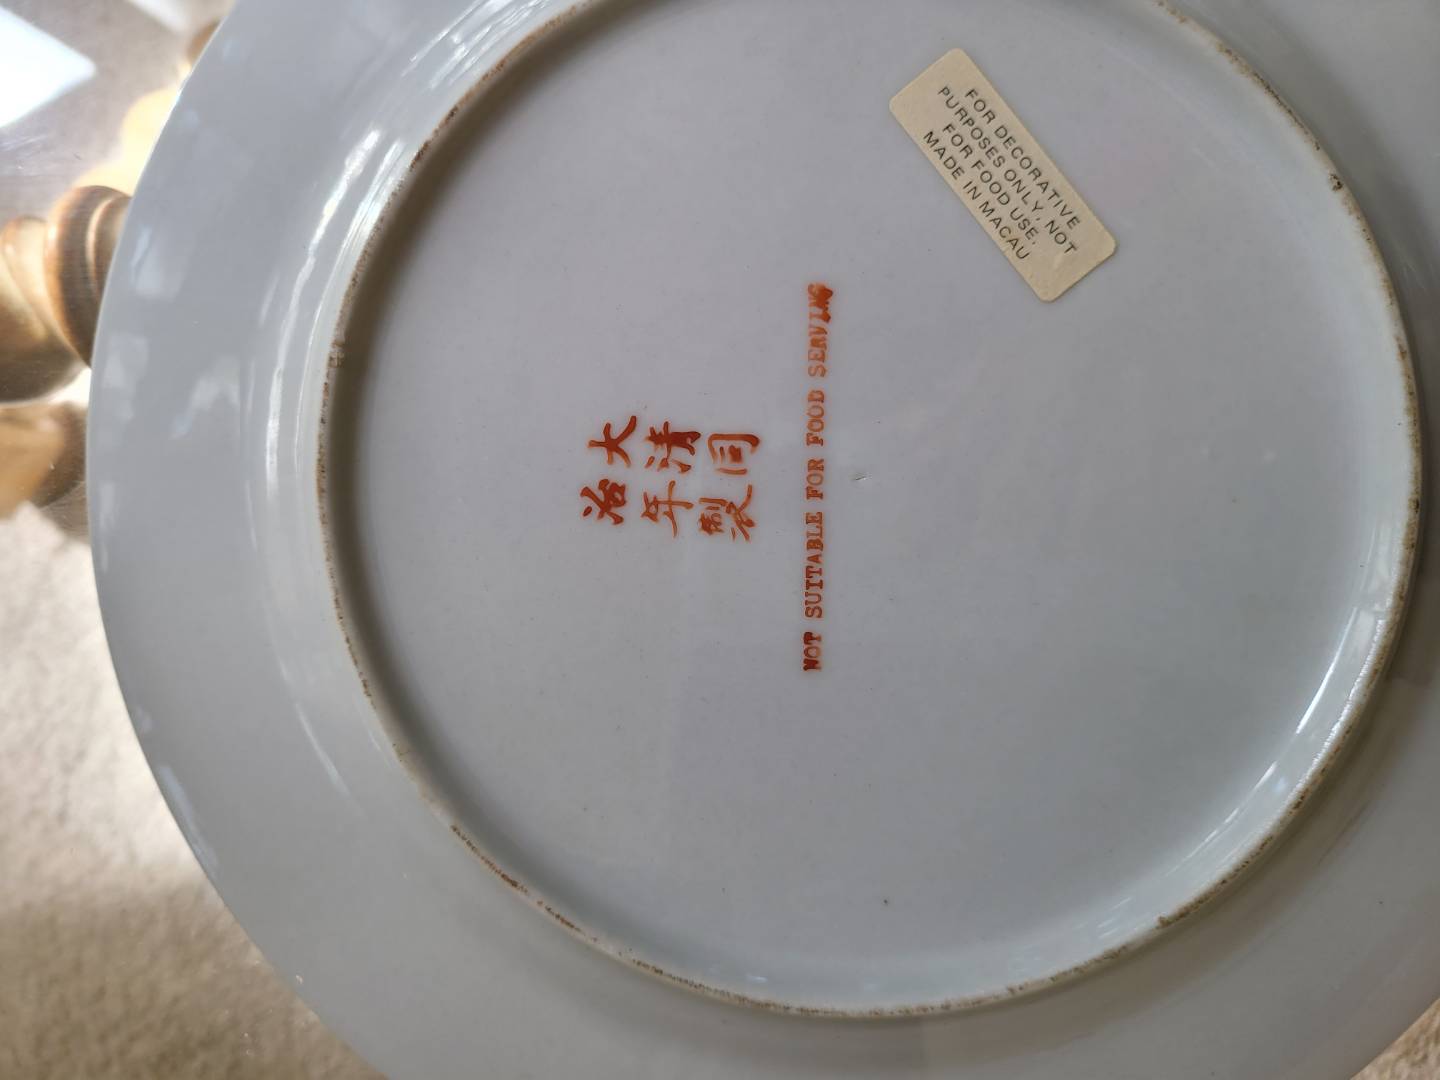 大清同
治年製
NOT SUITABLE FOR FOOD SERVING
FOR DECORATIVE
PURPOSES ONLY, NOT
FOR FOOD USE.
MADE IN MACAU